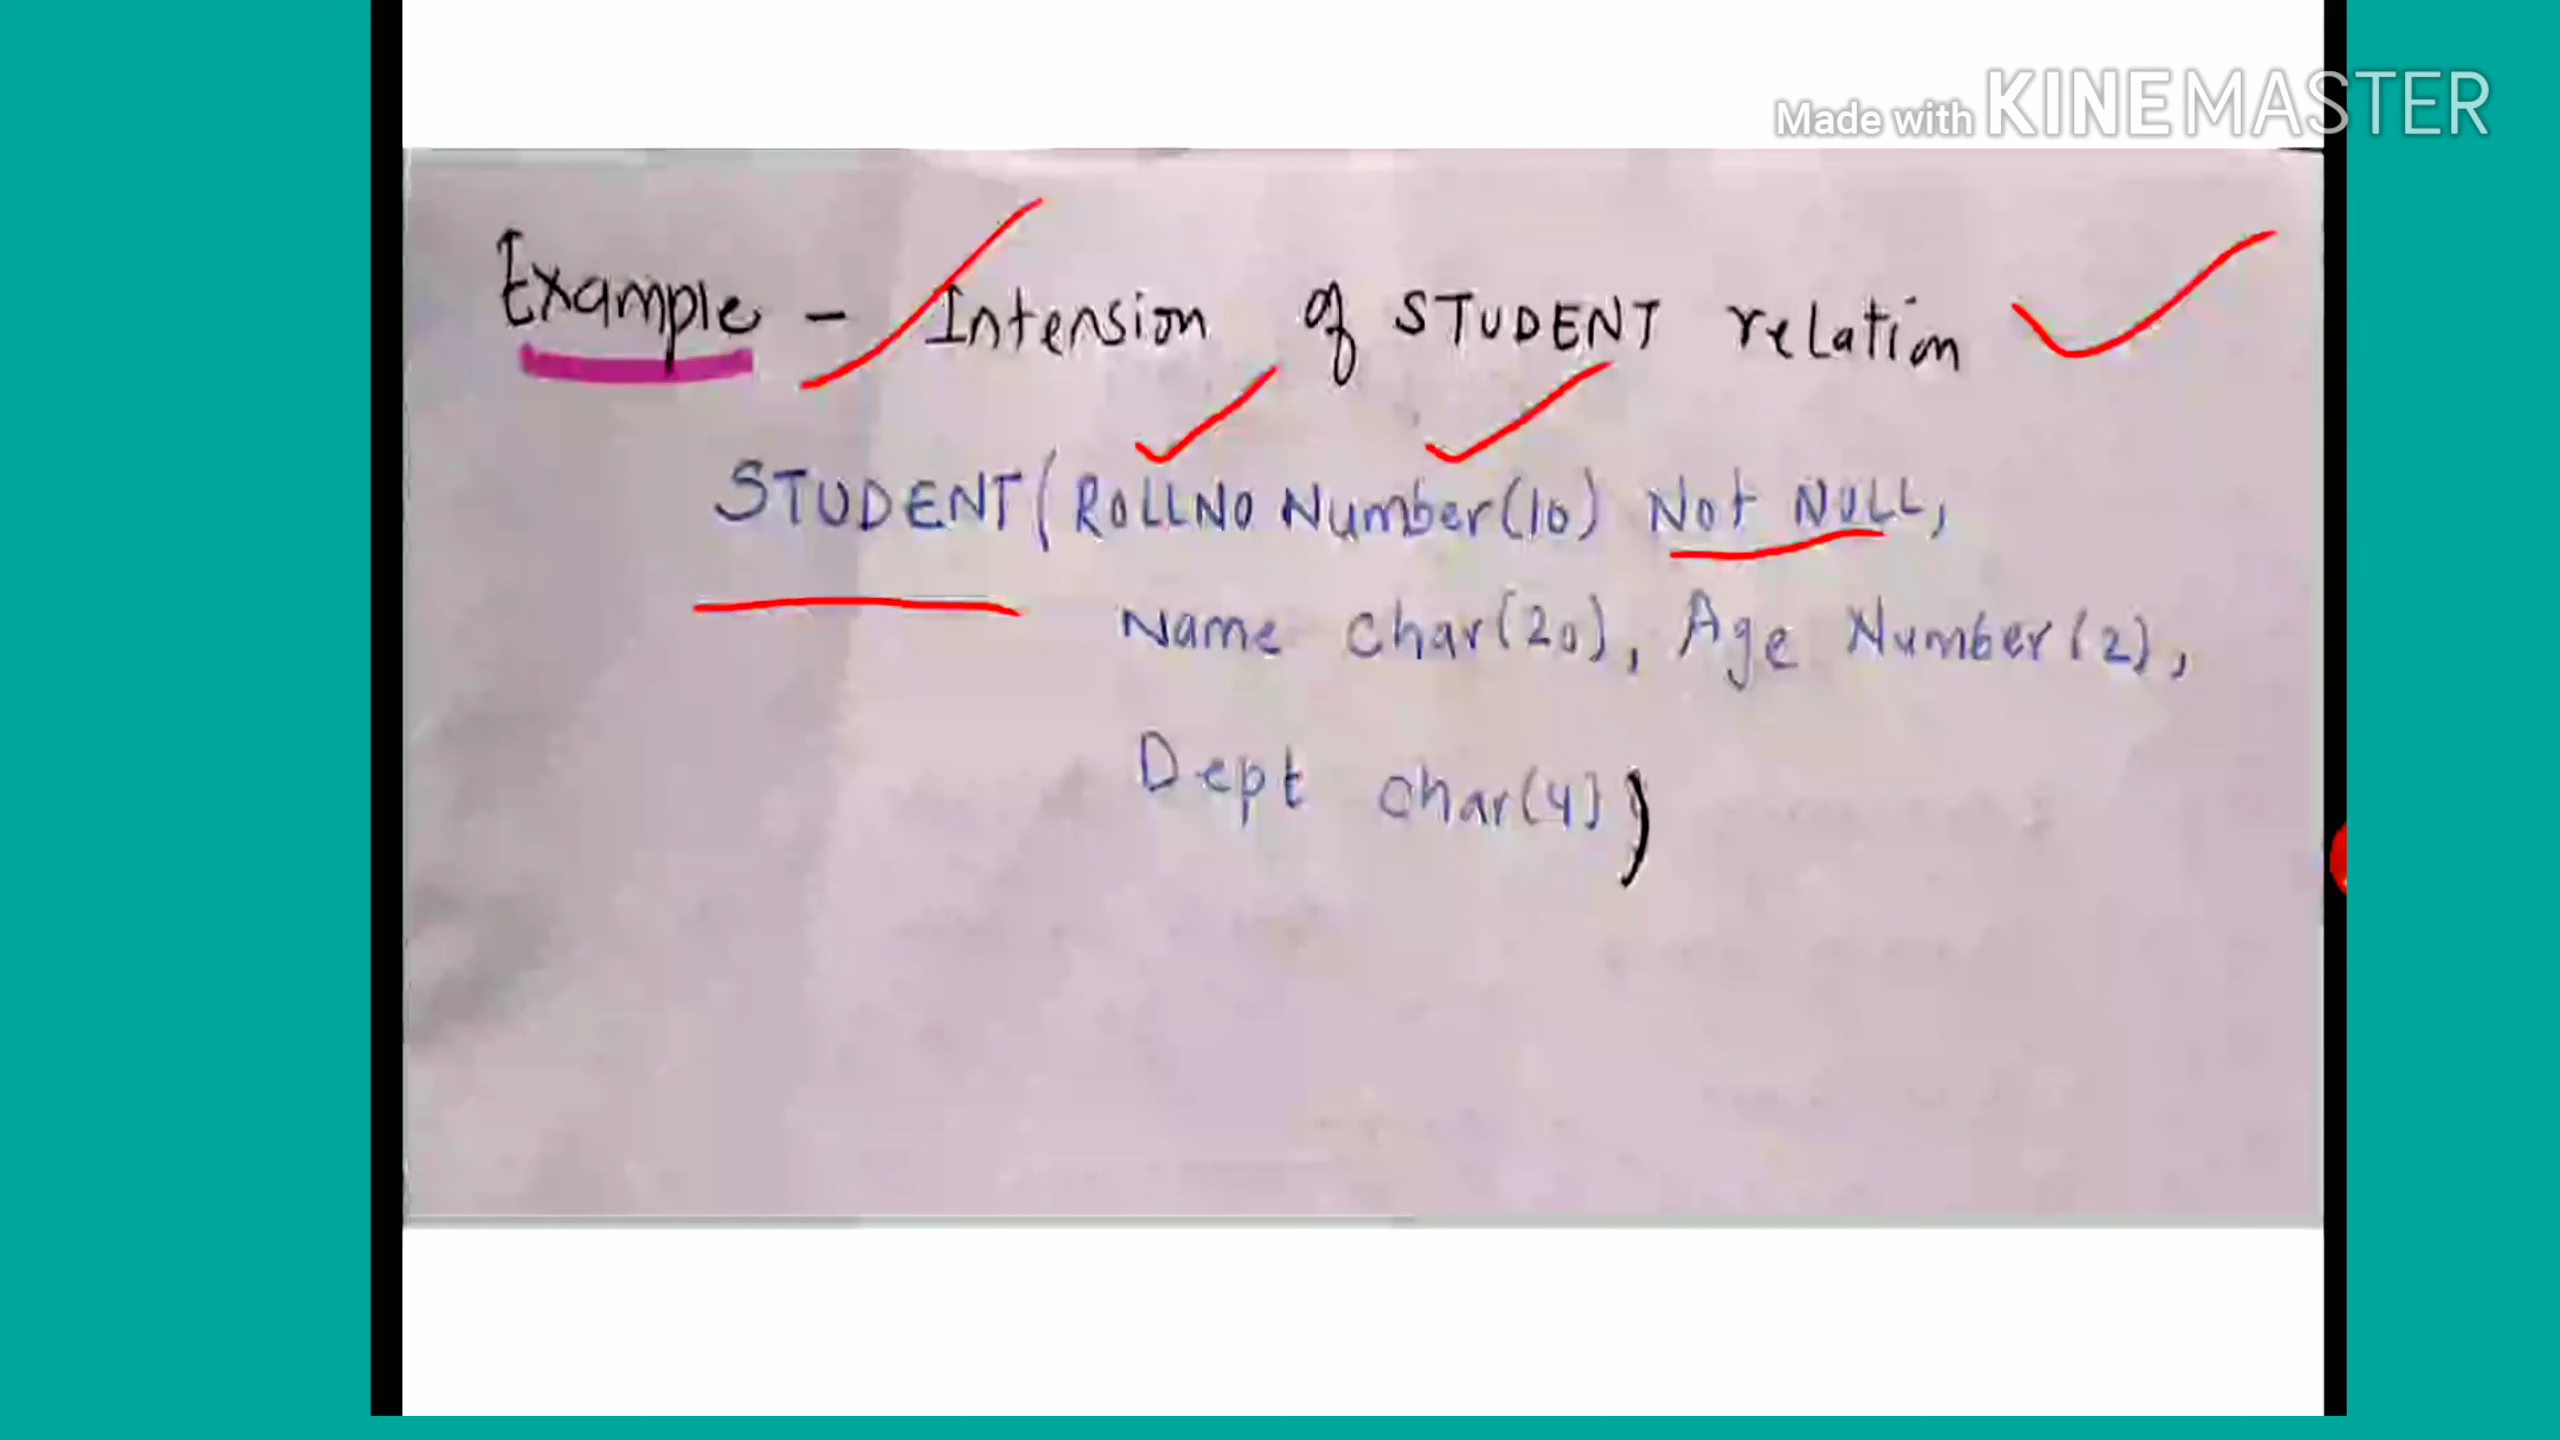 Made with KINEMASTER
Example - Intension of STUDENT relation
STUDENT(ROLLNO Number(10) Not NULL,
Name Char(20), Age Number(2),
Dept Char(4))